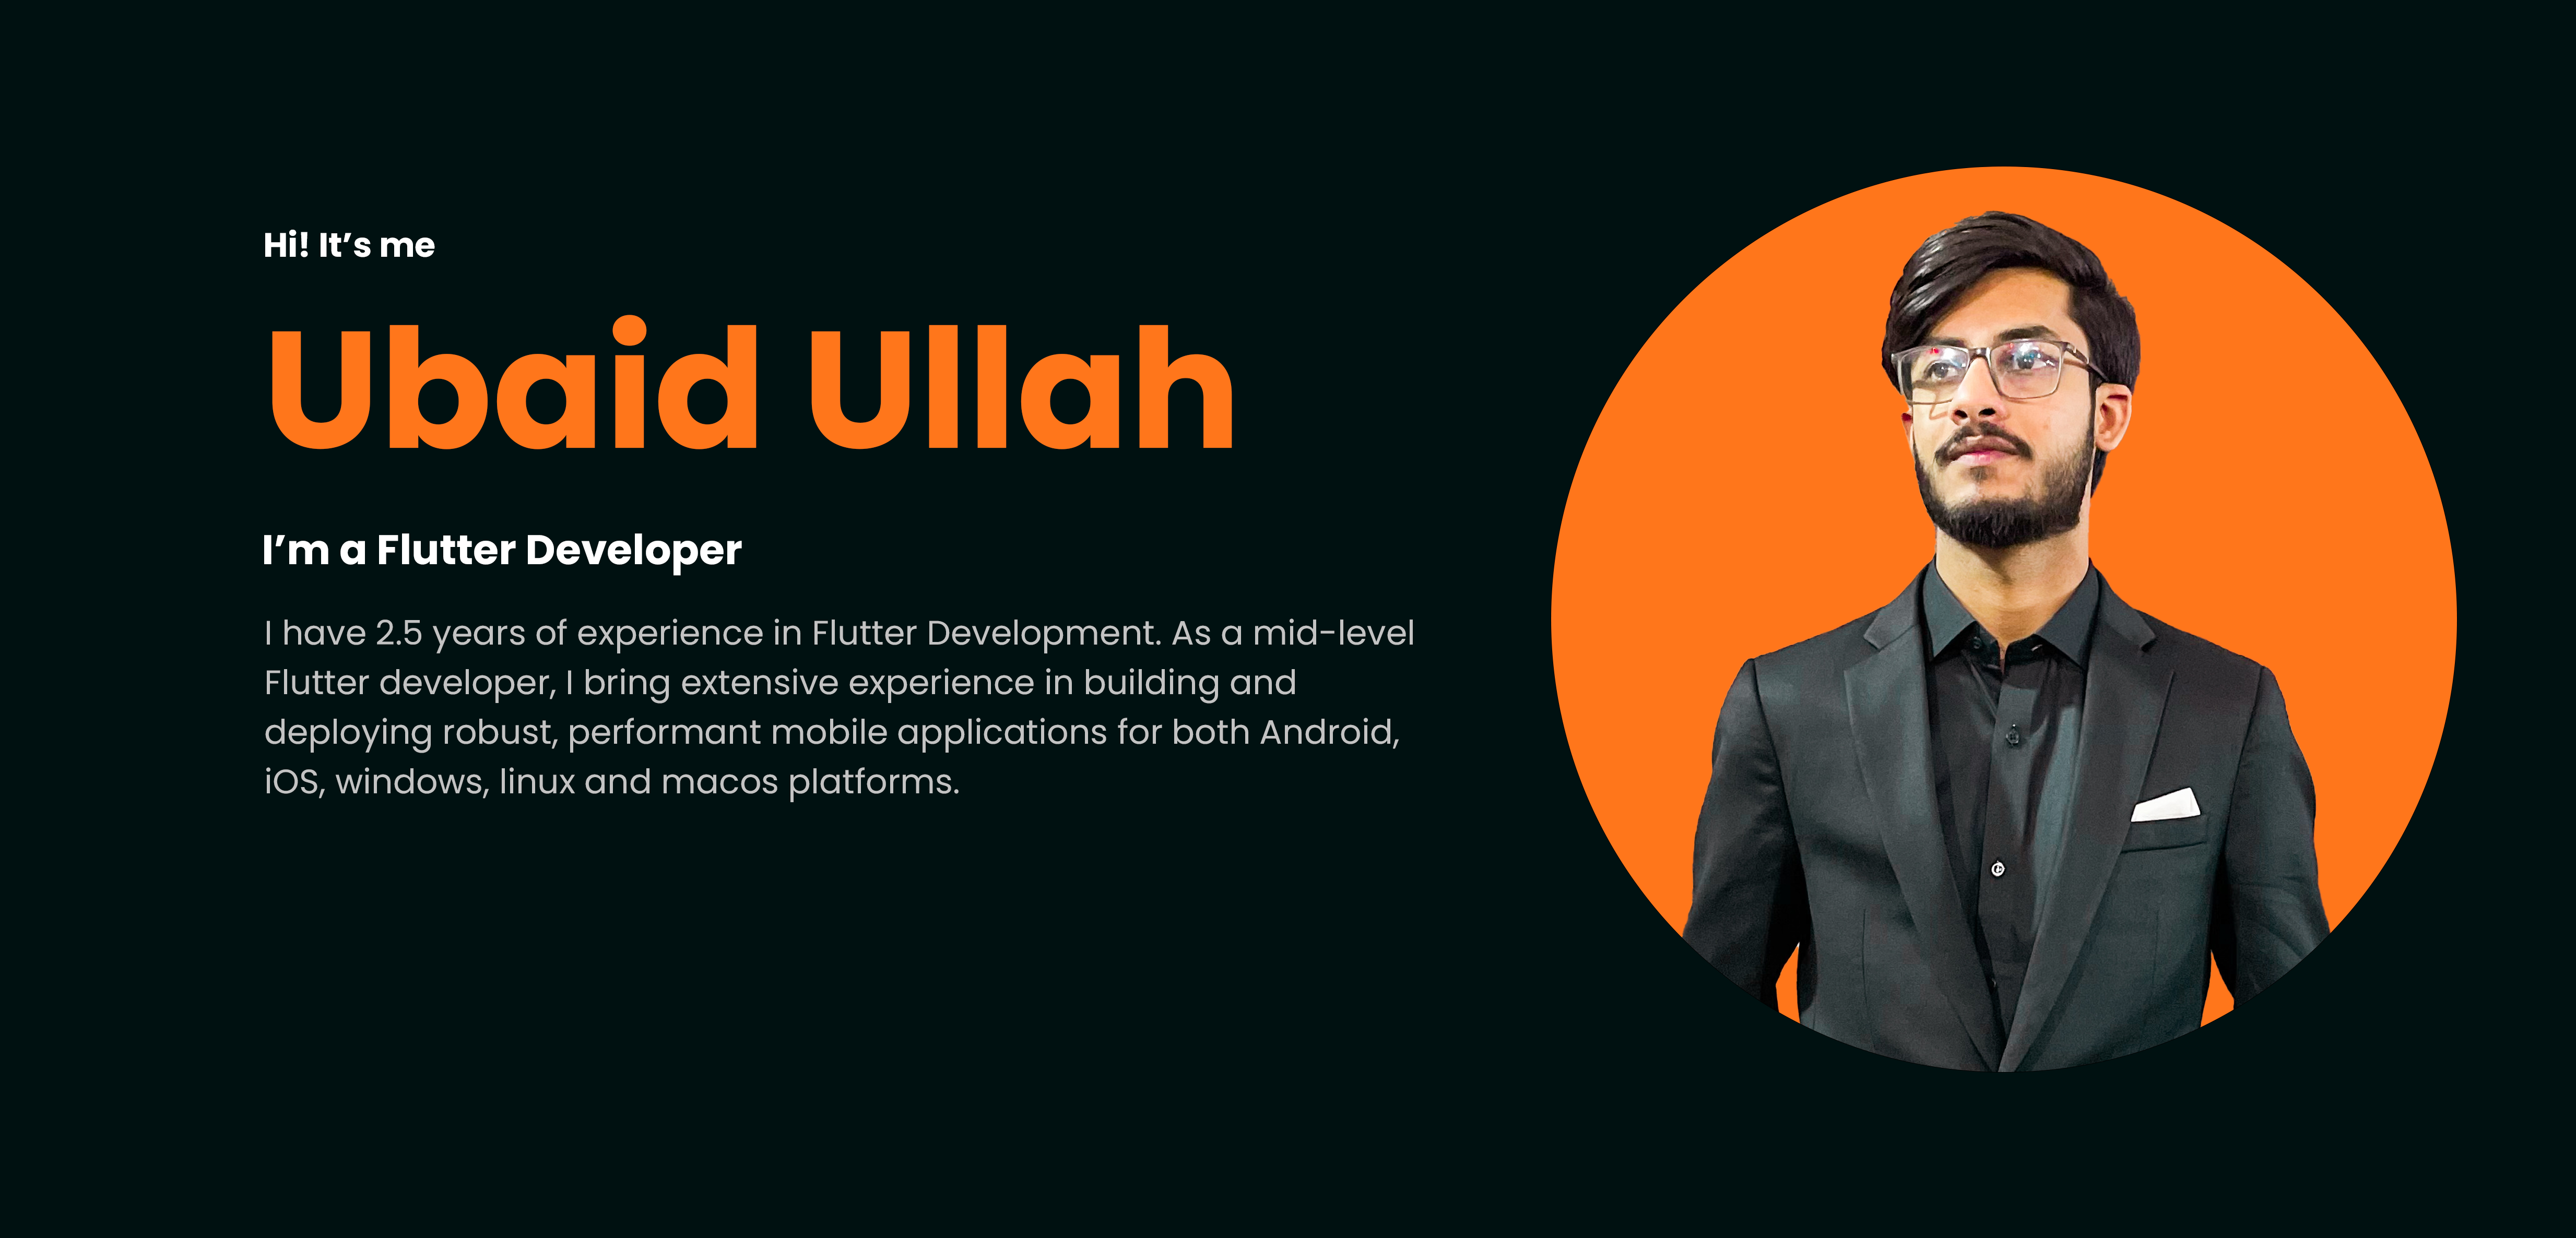 Hi! It’s me
Ubaid Ullah
I’m a Flutter Developer
I have 2.5 years of experience in Flutter Development. As a mid-level
Flutter developer, I bring extensive experience in building and
deploying robust, performant mobile applications for both Android,
iOS, windows, linux and macos platforms.